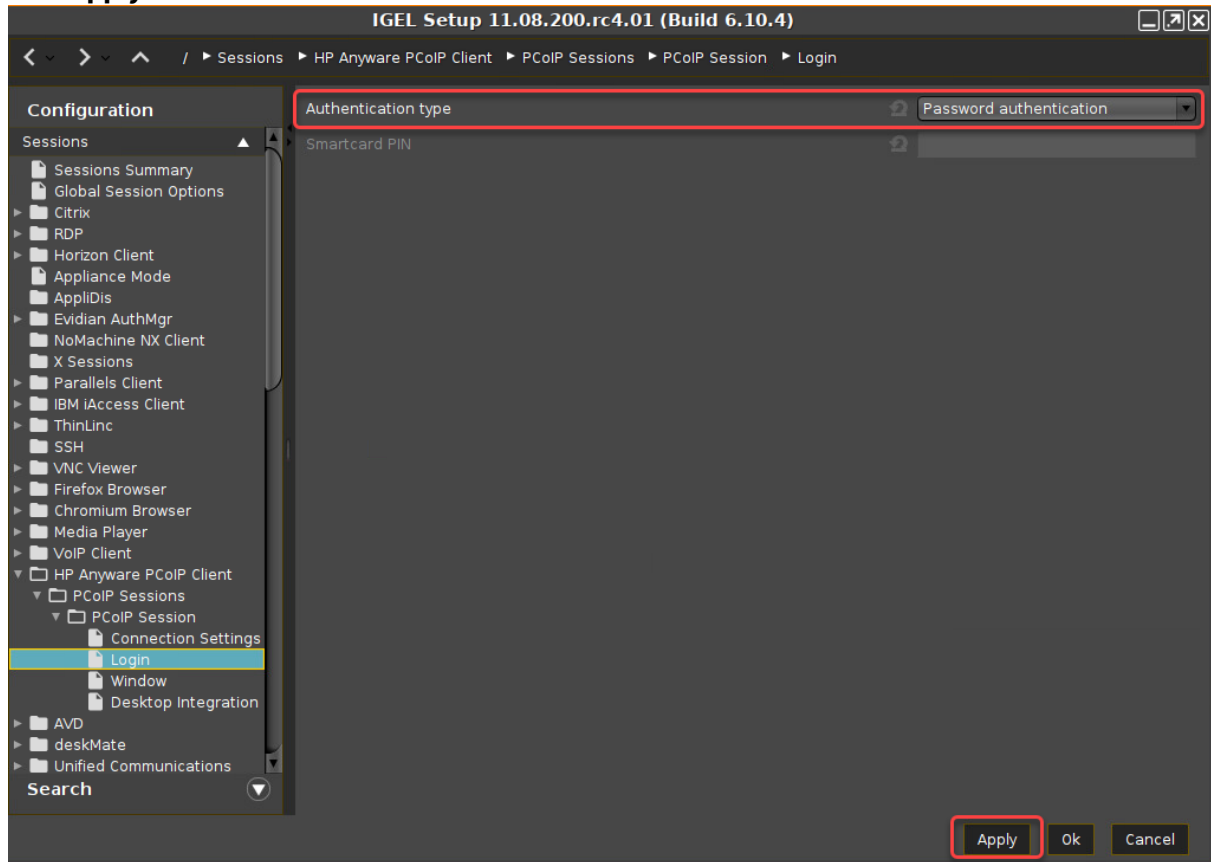 IGEL Setup 11.08.200.rc4.01 (Build 6.10.4)
/ Sessions HP Anyware PCoIP Client PCoIP Sessions PCoIP Session Login
Configuration
Authentication type Password authentication
Sessions
Smartcard PIN
Sessions Summary
Global Session Options
Citrix
RDP
Horizon Client
Appliance Mode
AppliDis
Evidian AuthMgr
NoMachine NX Client
X Sessions
Parallels Client
IBM iAccess Client
ThinLinc
SSH
VNC Viewer
Firefox Browser
Chromium Browser
Media Player
VoIP Client
HP Anyware PCoIP Client
PCoIP Sessions
PCoIP Session
Connection Settings
Login
Window
Desktop Integration
AVD
deskMate
Unified Communications
Search
Apply Ok Cancel